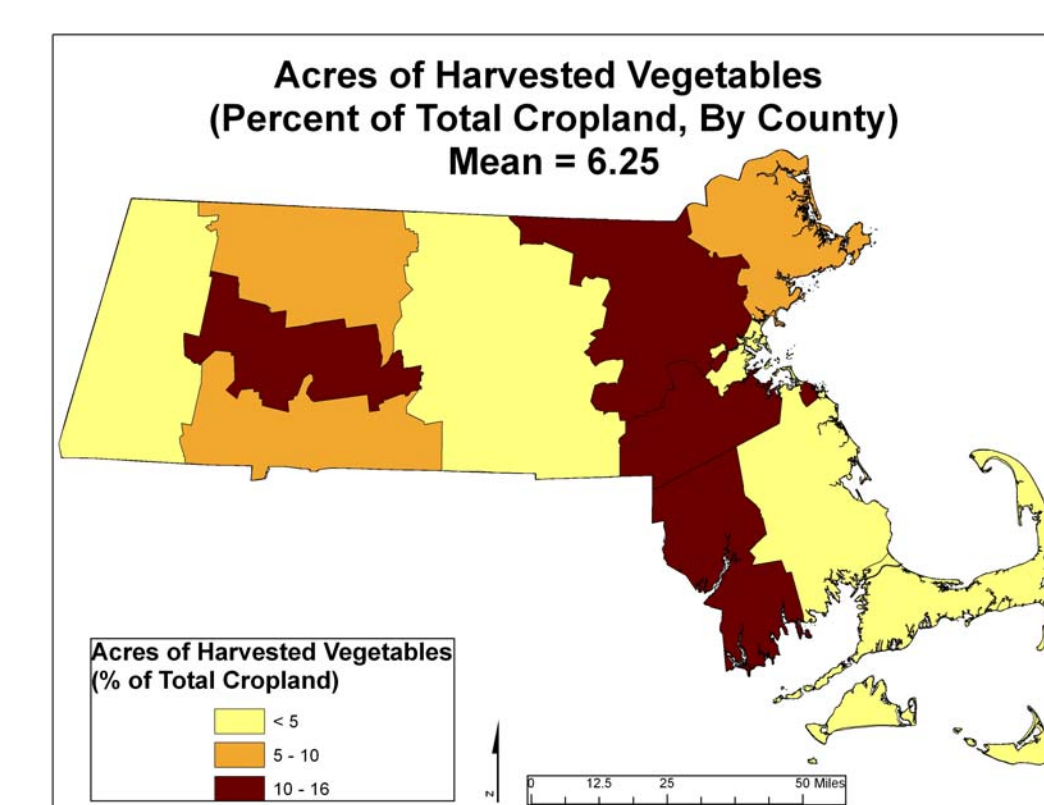 Acres of Harvested Vegetables
(Percent of Total Cropland, By County)
Mean = 6.25
Acres of Harvested Vegetables
(% of Total Cropland)
< 5
5 - 10
10 - 16
N
0 12.5 25 50 Miles